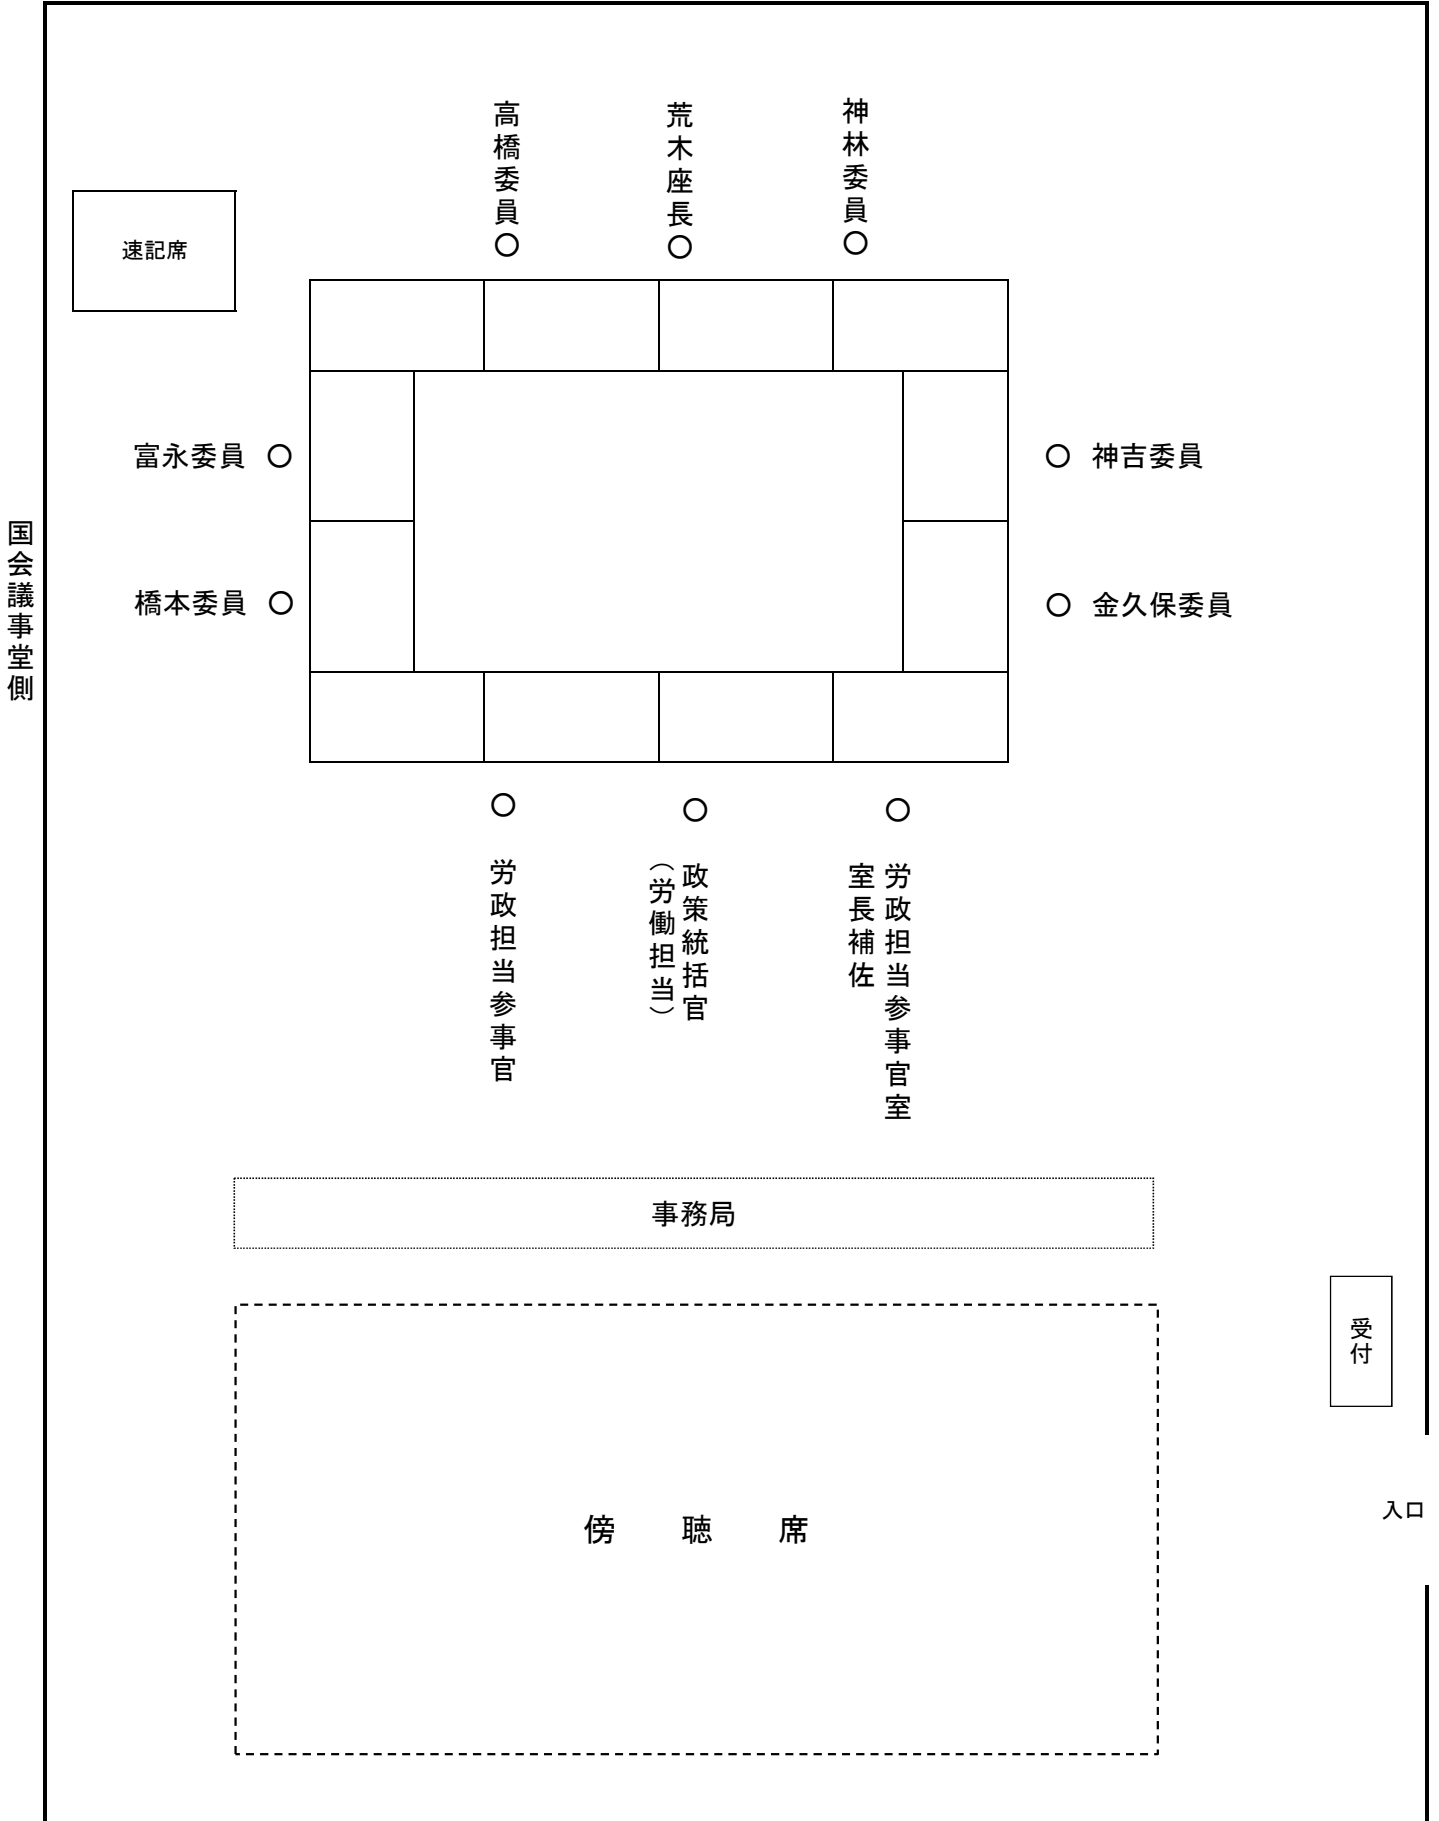 高橋委員
荒木座長
神林委員
速記席
富永委員
神吉委員
国会議事堂側
橋本委員
金久保委員
労政担当参事官
政策統括官
（労働担当）
労政担当参事官室
室長補佐
事務局
受付
入口
傍　聴　席